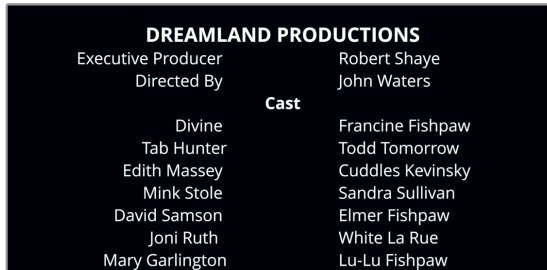 DREAMLAND PRODUCTIONS
Executive Producer Robert Shaye
Directed By John Waters
Cast
Divine Francine Fishpaw
Tab Hunter Todd Tomorrow
Edith Massey Cuddles Kevinsky
Mink Stole Sandra Sullivan
David Samson Elmer Fishpaw
Joni Ruth White La Rue
Mary Garlington Lu-Lu Fishpaw